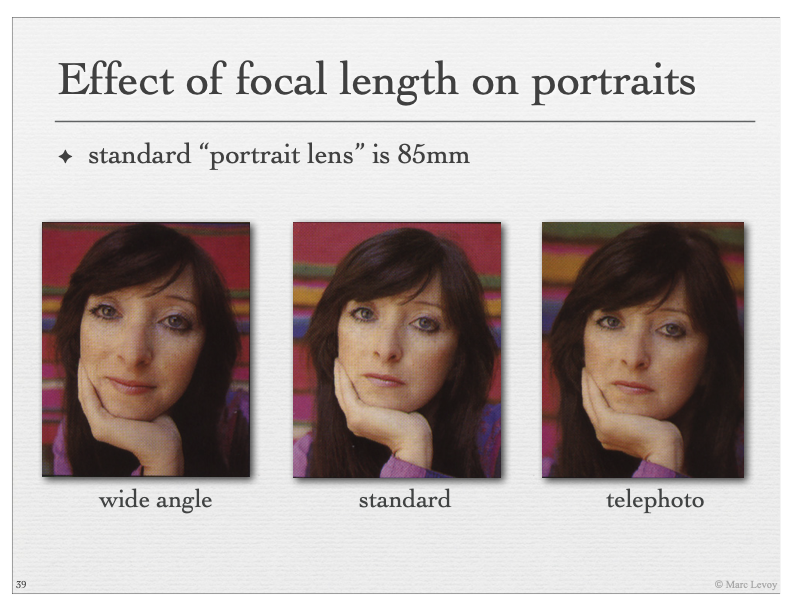 Effect of focal length on portraits
✦ standard “portrait lens” is 85mm
wide angle
standard
telephoto
39
© Marc Levoy